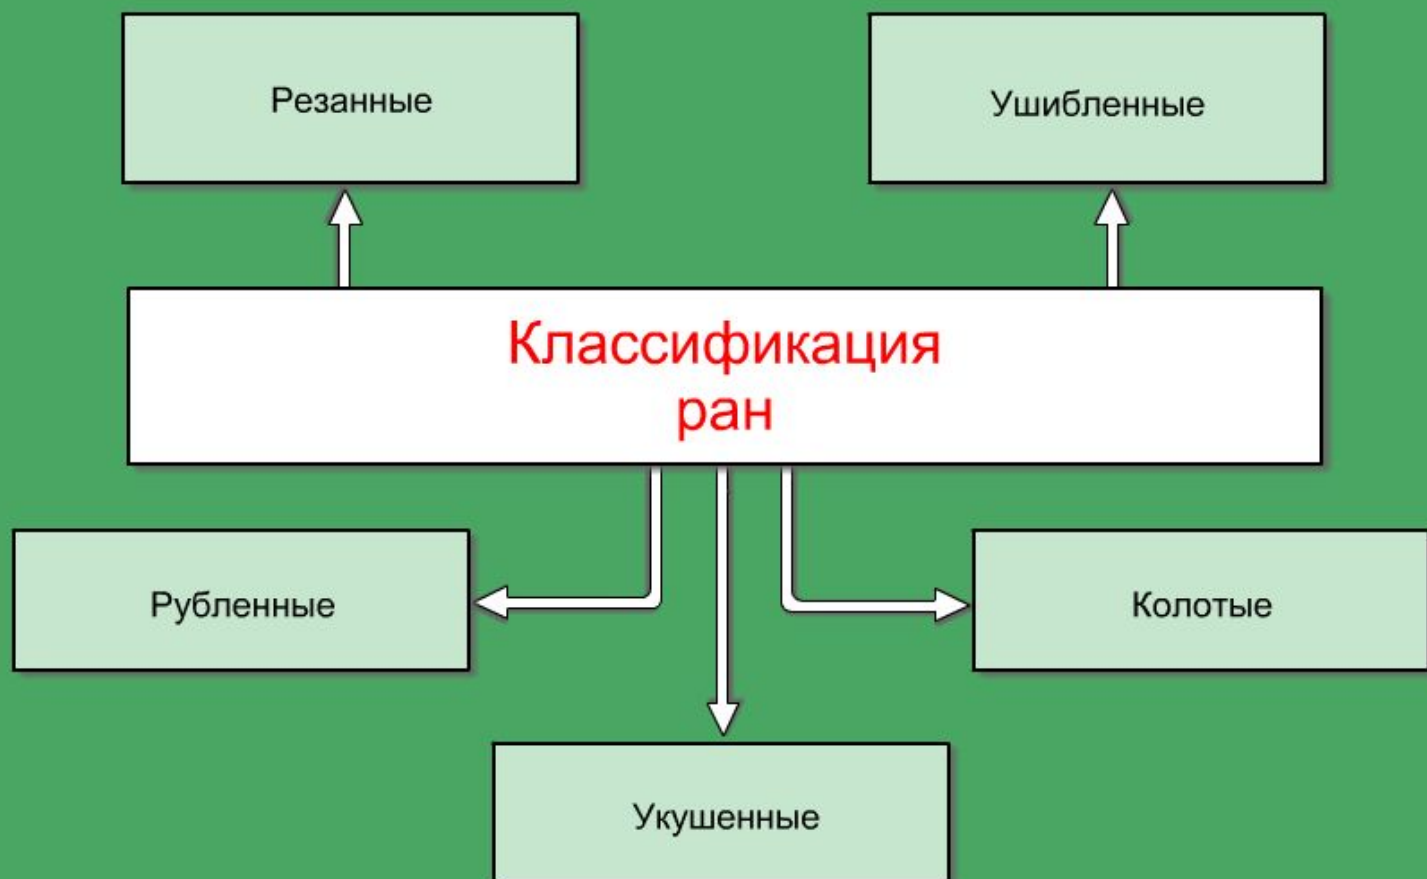 Резанные
Ушибленные
Классификация
ран
Рубленные
Колотые
Укушенные